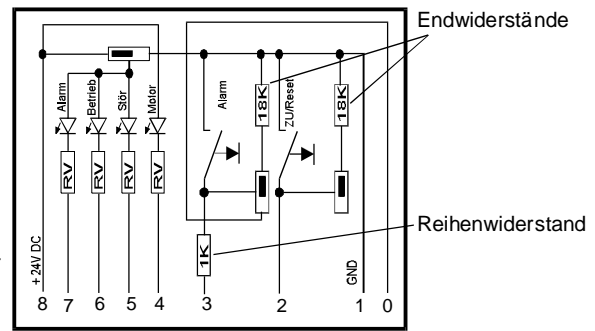 Endwiderstände
Alarm
Betrieb
Stör
Motor
Alarm
18K
ZU/Reset
18K
RV
RV
RV
RV
Reihenwiderstand
1K
+ 24V DC
GND
8 7 6 5 4 3 2 1 0